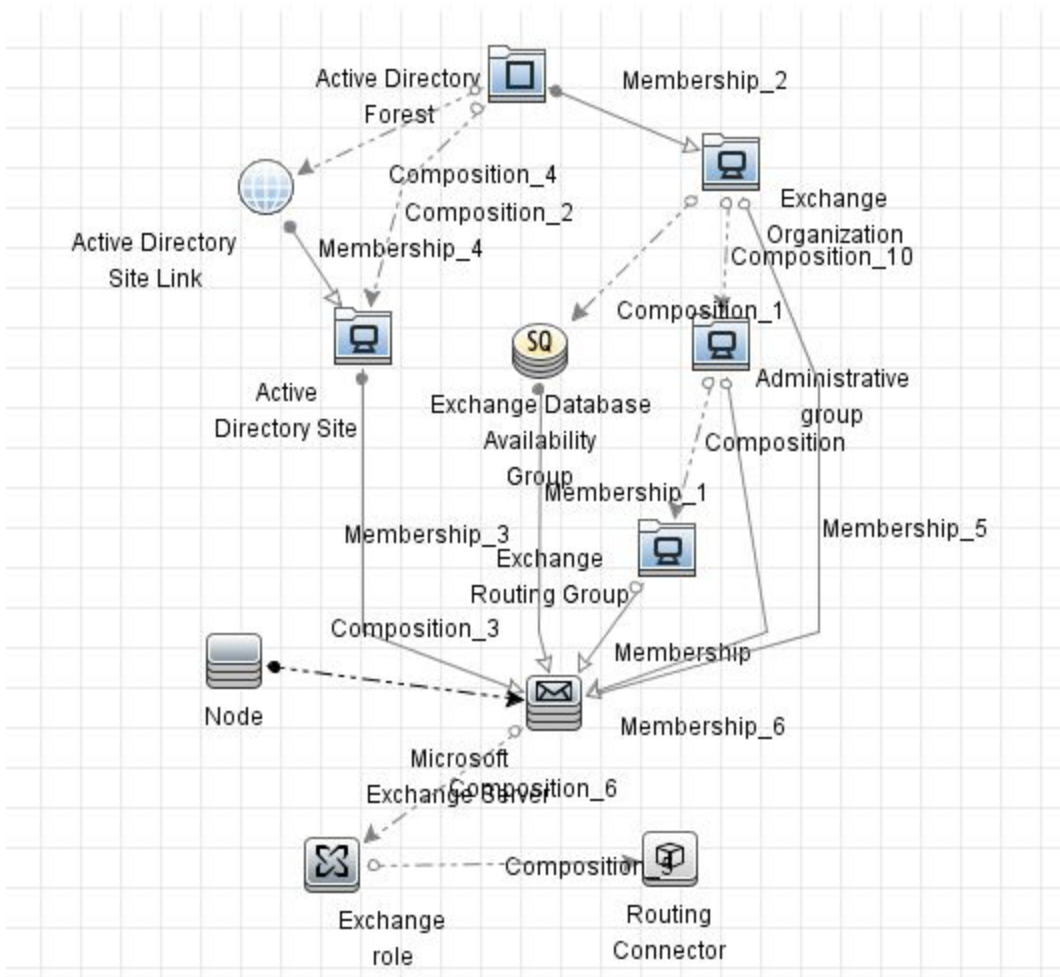 Active Directory
Forest
Membership_2
Composition_4
Exchange
Organization
Composition_2
Active Directory
Site Link
Membership_4
Composition_10
Composition_1
SQ
Active
Directory Site
Exchange Database
Availability
Group
Administrative
group
Composition
Membership_1
Membership_3
Membership_5
Exchange
Routing Group
Composition_3
Membership
Node
Membership_6
Microsoft
Exchange Server
Composition_6
Composition_5
Exchange
role
Routing
Connector